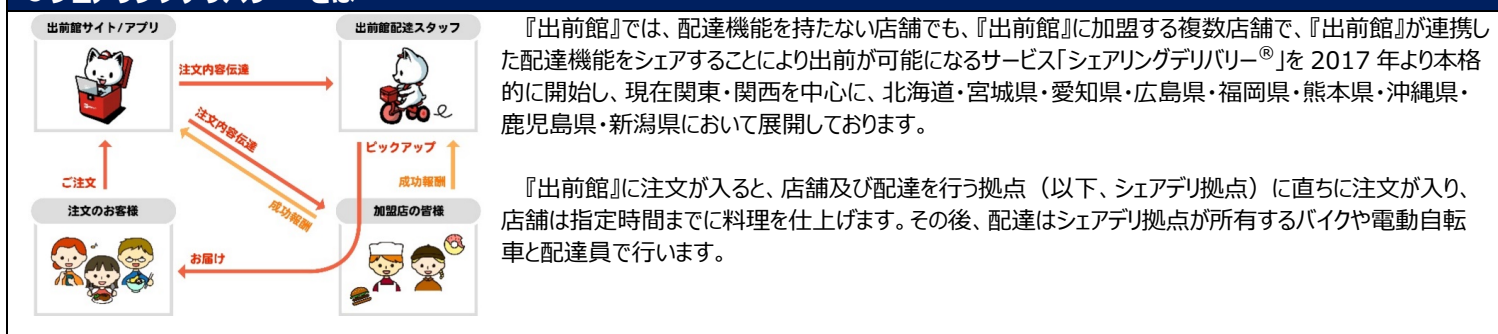 出前館サイト/アプリ
出前館配達スタッフ
注文内容伝達
注文内容伝達
ピックアップ
ご注文
成功報酬
成功報酬
注文のお客様
加盟店の皆様
お届け
『出前館』では、配達機能を持たない店舗でも、『出前館』に加盟する複数店舗で、『出前館』が連携し
た配達機能をシェアすることにより出前が可能になるサービス「シェアリングデリバリー®」を 2017 年より本格
的に開始し、現在関東・関西を中心に、北海道・宮城県・愛知県・広島県・福岡県・熊本県・沖縄県・
鹿児島県・新潟県において展開しております。
『出前館』に注文が入ると、店舗及び配達を行う拠点（以下、シェアデリ拠点）に直ちに注文が入り、
店舗は指定時間までに料理を仕上げます。その後、配達はシェアデリ拠点が所有するバイクや電動自転
車と配達員で行います。